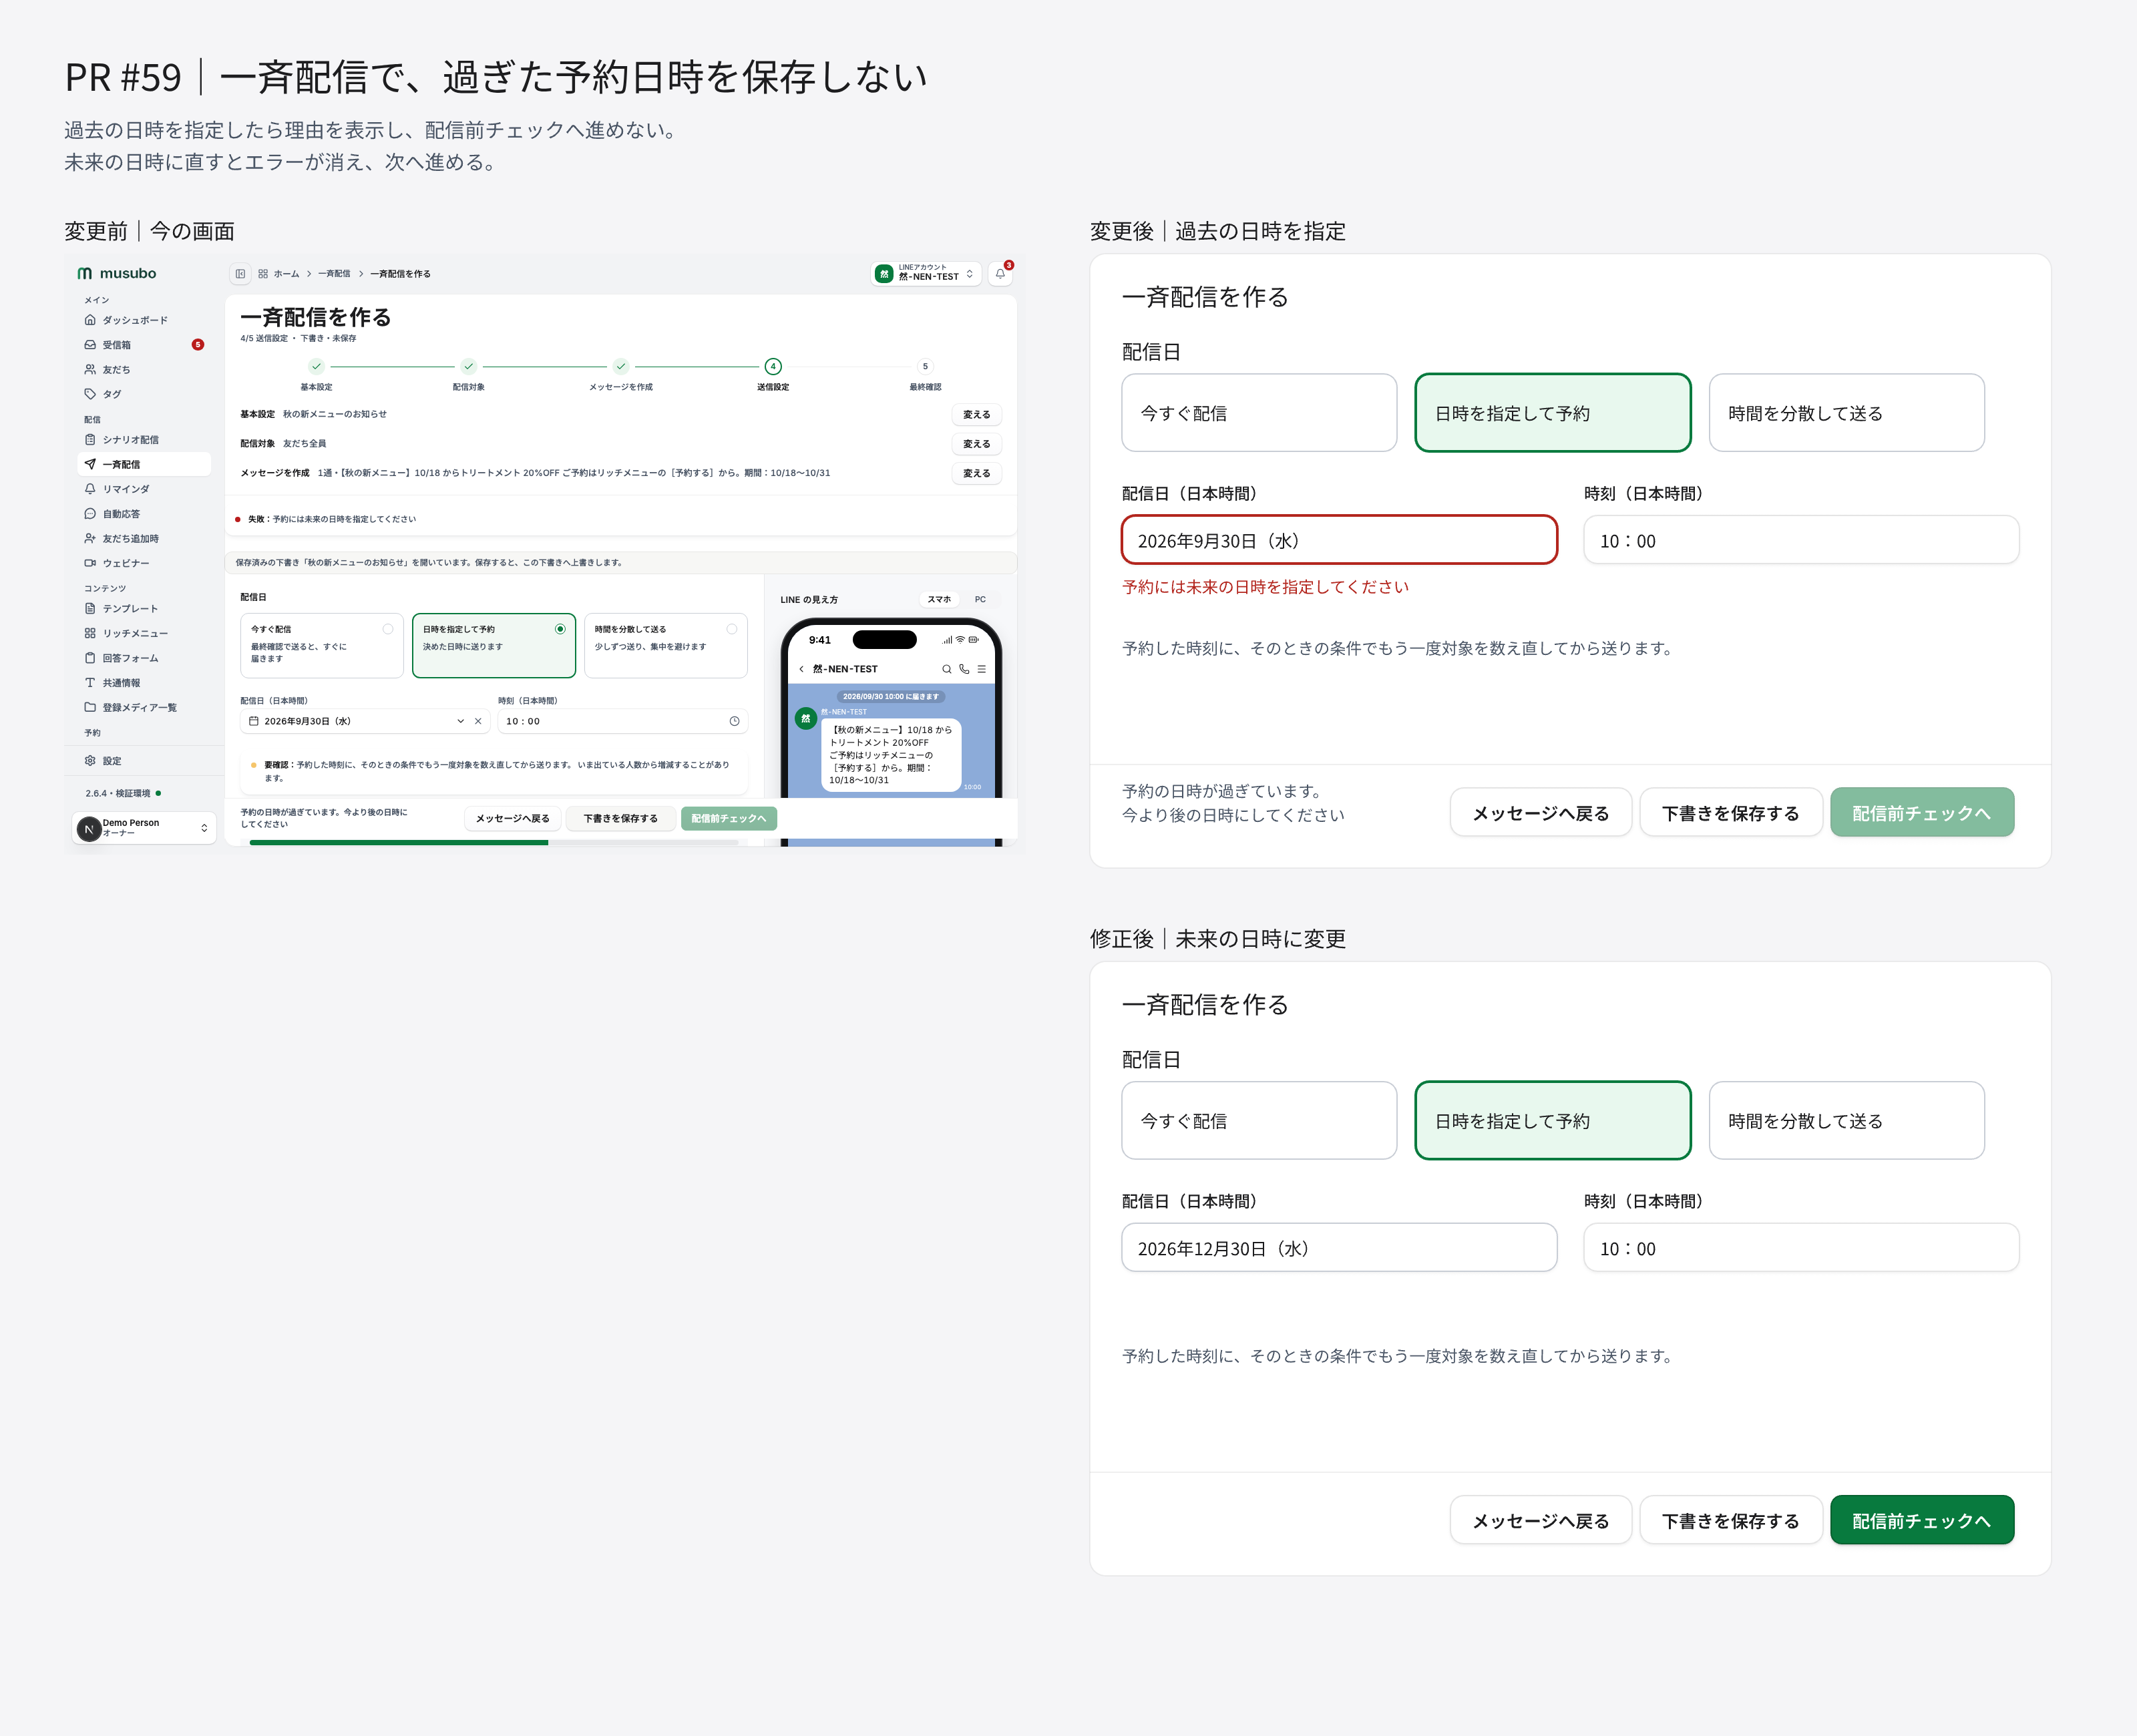 PR #59｜一斉配信で、過ぎた予約日時を保存しない
過去の日時を指定したら理由を表示し、配信前チェックへ進めない。
未来の日時に直すとエラーが消え、次へ進める。
変更前｜今の画面
musubo
メイン
ダッシュボード
受信箱
5
友だち
タグ
配信
シナリオ配信
一斉配信
リマインダ
自動応答
友だち追加時
ウェビナー
コンテンツ
テンプレート
リッチメニュー
回答フォーム
共通情報
登録メディア一覧
予約
設定
2.6.4・検証環境
N
Demo Person
オーナー
ホーム > 一斉配信 > 一斉配信を作る
然
LINEアカウント
然-NEN-TEST
3
一斉配信を作る
4/5 送信設定 ・ 下書き・未保存
4
5
基本設定
配信対象
メッセージを作成
送信設定
最終確認
基本設定 秋の新メニューのお知らせ
変える
配信対象 友だち全員
変える
メッセージを作成 1通・【秋の新メニュー】10/18 からトリートメント 20%OFF ご予約はリッチメニューの［予約する］から。期間：10/18〜10/31
変える
失敗：予約には未来の日時を指定してください
保存済みの下書き「秋の新メニューのお知らせ」を開いています。保存すると、この下書きへ上書きします。
配信日
今すぐ配信
最終確認で送ると、すぐに
届きます
日時を指定して予約
決めた日時に送ります
時間を分散して送る
少しずつ送り、集中を避けます
配信日（日本時間）
2026年9月30日（水）
時刻（日本時間）
10：00
要確認：予約した時刻に、そのときの条件でもう一度対象を数え直してから送ります。 いま出ている人数から増減することがあり
ます。
予約の日時が過ぎています。今より後の日時に
してください
メッセージへ戻る
下書きを保存する
配信前チェックへ
LINE の見え方
スマホ
PC
9:41
然-NEN-TEST
2026/09/30 10:00 に届きます
然
然-NEN-TEST
【秋の新メニュー】10/18 から
トリートメント 20%OFF
ご予約はリッチメニューの
［予約する］から。期間：
10/18〜10/31
10:00
変更後｜過去の日時を指定
一斉配信を作る
配信日
今すぐ配信
日時を指定して予約
時間を分散して送る
配信日（日本時間）
時刻（日本時間）
2026年9月30日（水）
10：00
予約には未来の日時を指定してください
予約した時刻に、そのときの条件でもう一度対象を数え直してから送ります。
予約の日時が過ぎています。
今より後の日時にしてください
メッセージへ戻る
下書きを保存する
配信前チェックへ
修正後｜未来の日時に変更
一斉配信を作る
配信日
今すぐ配信
日時を指定して予約
時間を分散して送る
配信日（日本時間）
時刻（日本時間）
2026年12月30日（水）
10：00
予約した時刻に、そのときの条件でもう一度対象を数え直してから送ります。
メッセージへ戻る
下書きを保存する
配信前チェックへ